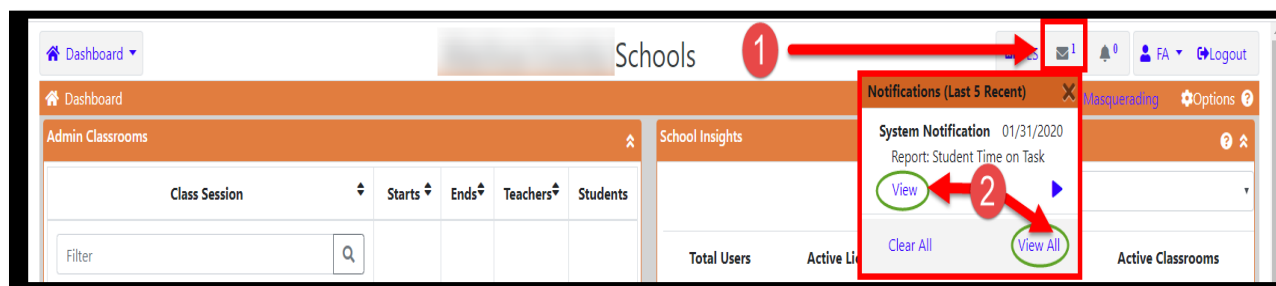 Dashboard
Schools
1
1
0
FA
Logout
Dashboard
Notifications (Last 5 Recent)
X
Masquerading
Options
Admin Classrooms
School Insights
System Notification 01/31/2020
Report: Student Time on Task
Class Session Starts Ends Teachers Students
View
2
Filter
Clear All
View All
Total Users
Active
Active Classrooms